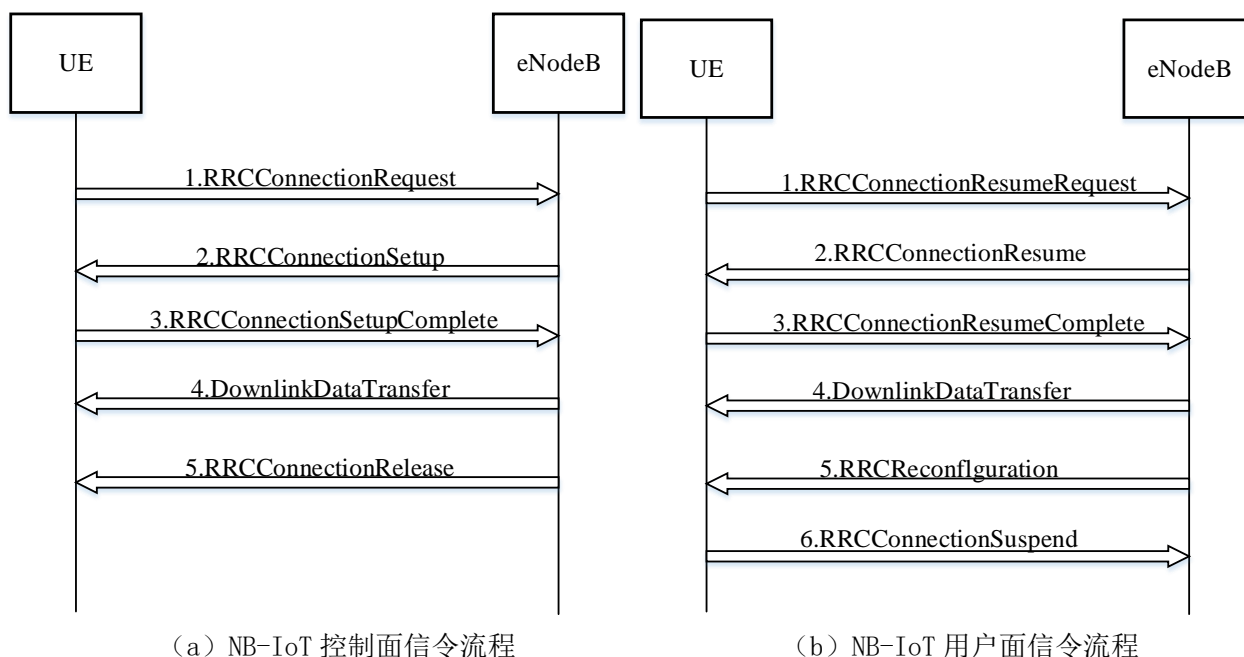 UE
eNodeB
1.RRCConnectionRequest
2.RRCConnectionSetup
3.RRCConnectionSetupComplete
4.DownlinkDataTransfer
5.RRCConnectionRelease
(a) NB-IoT 控制面信令流程
UE
eNodeB
1.RRCConnectionResumeRequest
2.RRCConnectionResume
3.RRCConnectionResumeComplete
4.DownlinkDataTransfer
5.RRCReconflguration
6.RRCConnectionSuspend
(b) NB-IoT 用户面信令流程